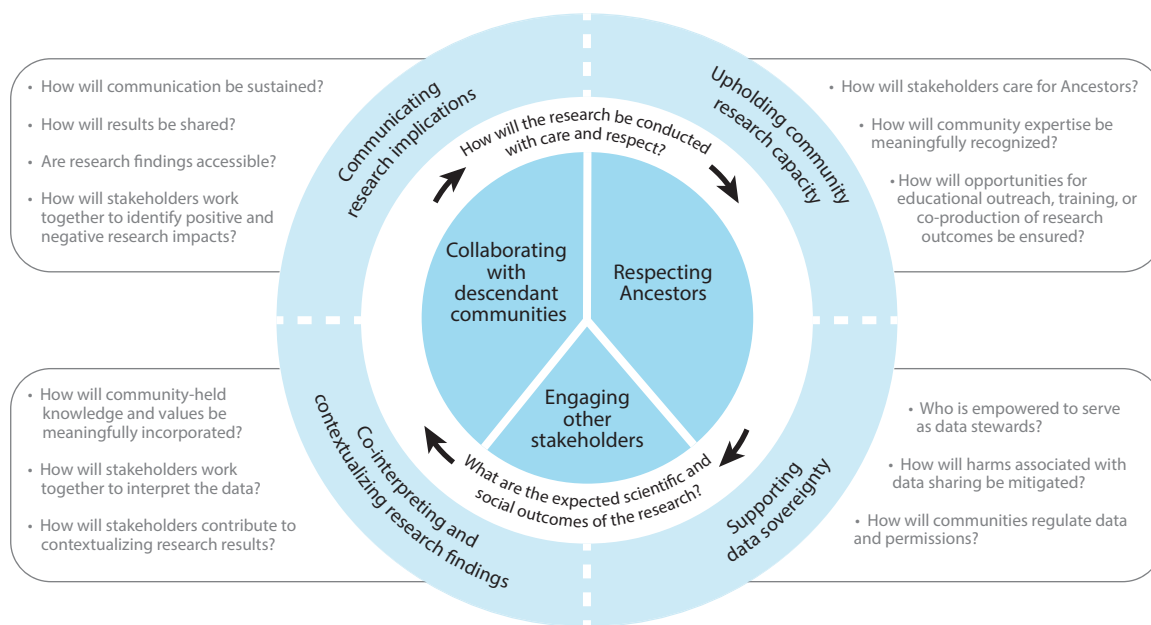 • How will communication be sustained?
• How will results be shared?
• Are research findings accessible?
• How will stakeholders work
together to identify positive and
negative research impacts?
Communicating
research implications
Upholding community
research capacity
• How will stakeholders care for Ancestors?
• How will community expertise be
meaningfully recognized?
• How will opportunities for
educational outreach, training, or
co-production of research
outcomes be ensured?
How will the research be conducted
with care and respect?
Collaborating
with
descendant
communities
Respecting
Ancestors
Engaging
other
stakeholders
What are the expected scientific and
social outcomes of the research?
• How will community-held
knowledge and values be
meaningfully incorporated?
• How will stakeholders work
together to interpret the data?
• How will stakeholders contribute to
contextualizing research results?
Co-interpreting and
contextualizing research findings
Supporting
data sovereignty
• Who is empowered to serve
as data stewards?
• How will harms associated with
data sharing be mitigated?
• How will communities regulate data
and permissions?